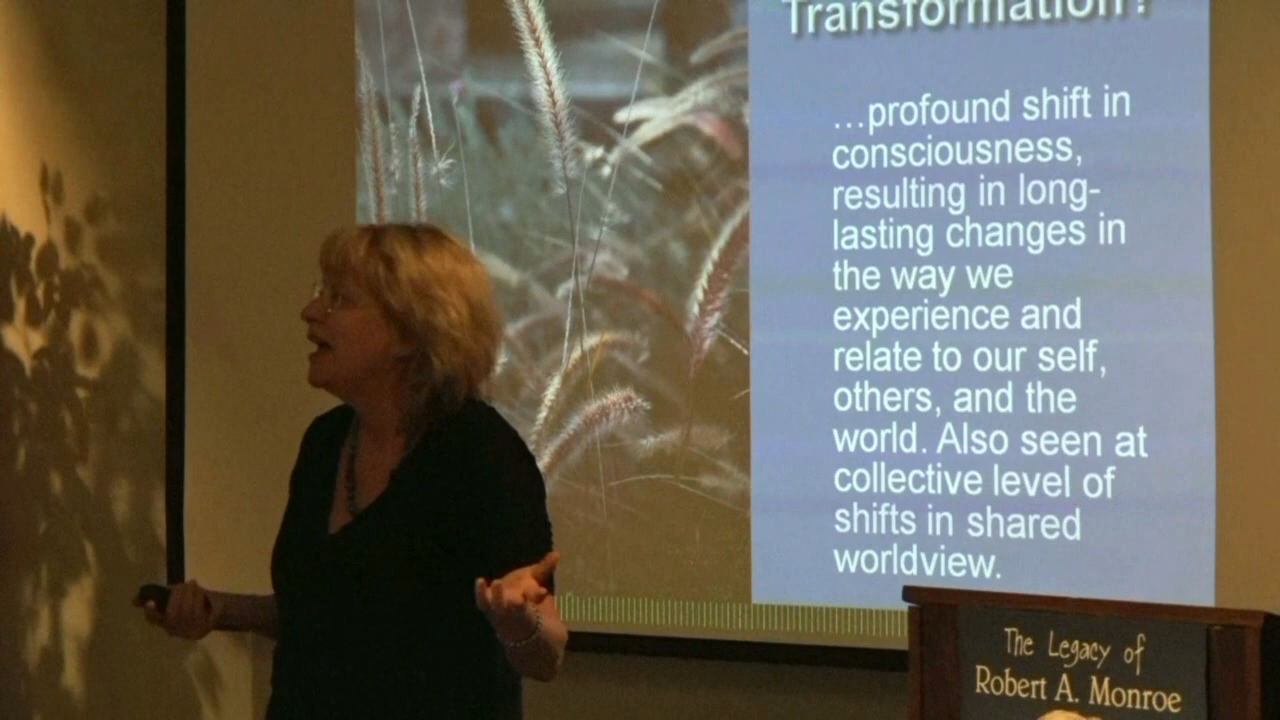 Transformation?
…profound shift in
consciousness,
resulting in long-
lasting changes in
the way we
experience and
relate to our self,
others, and the
world. Also seen at
collective level of
shifts in shared
worldview.
The Legacy of
Robert A. Monroe